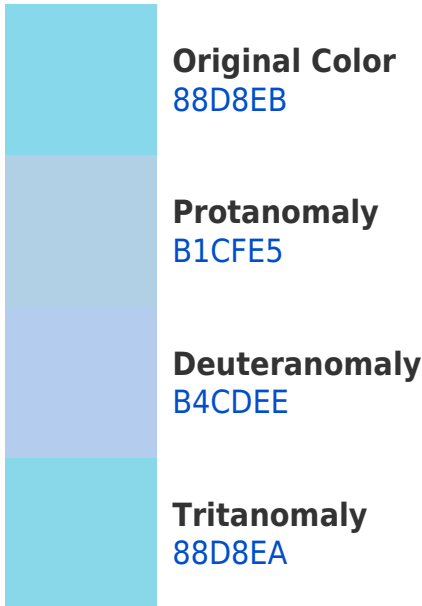 Original Color
88D8EB
Protanomaly
B1CFE5
Deuteranomaly
B4CDEE
Tritanomaly
88D8EA